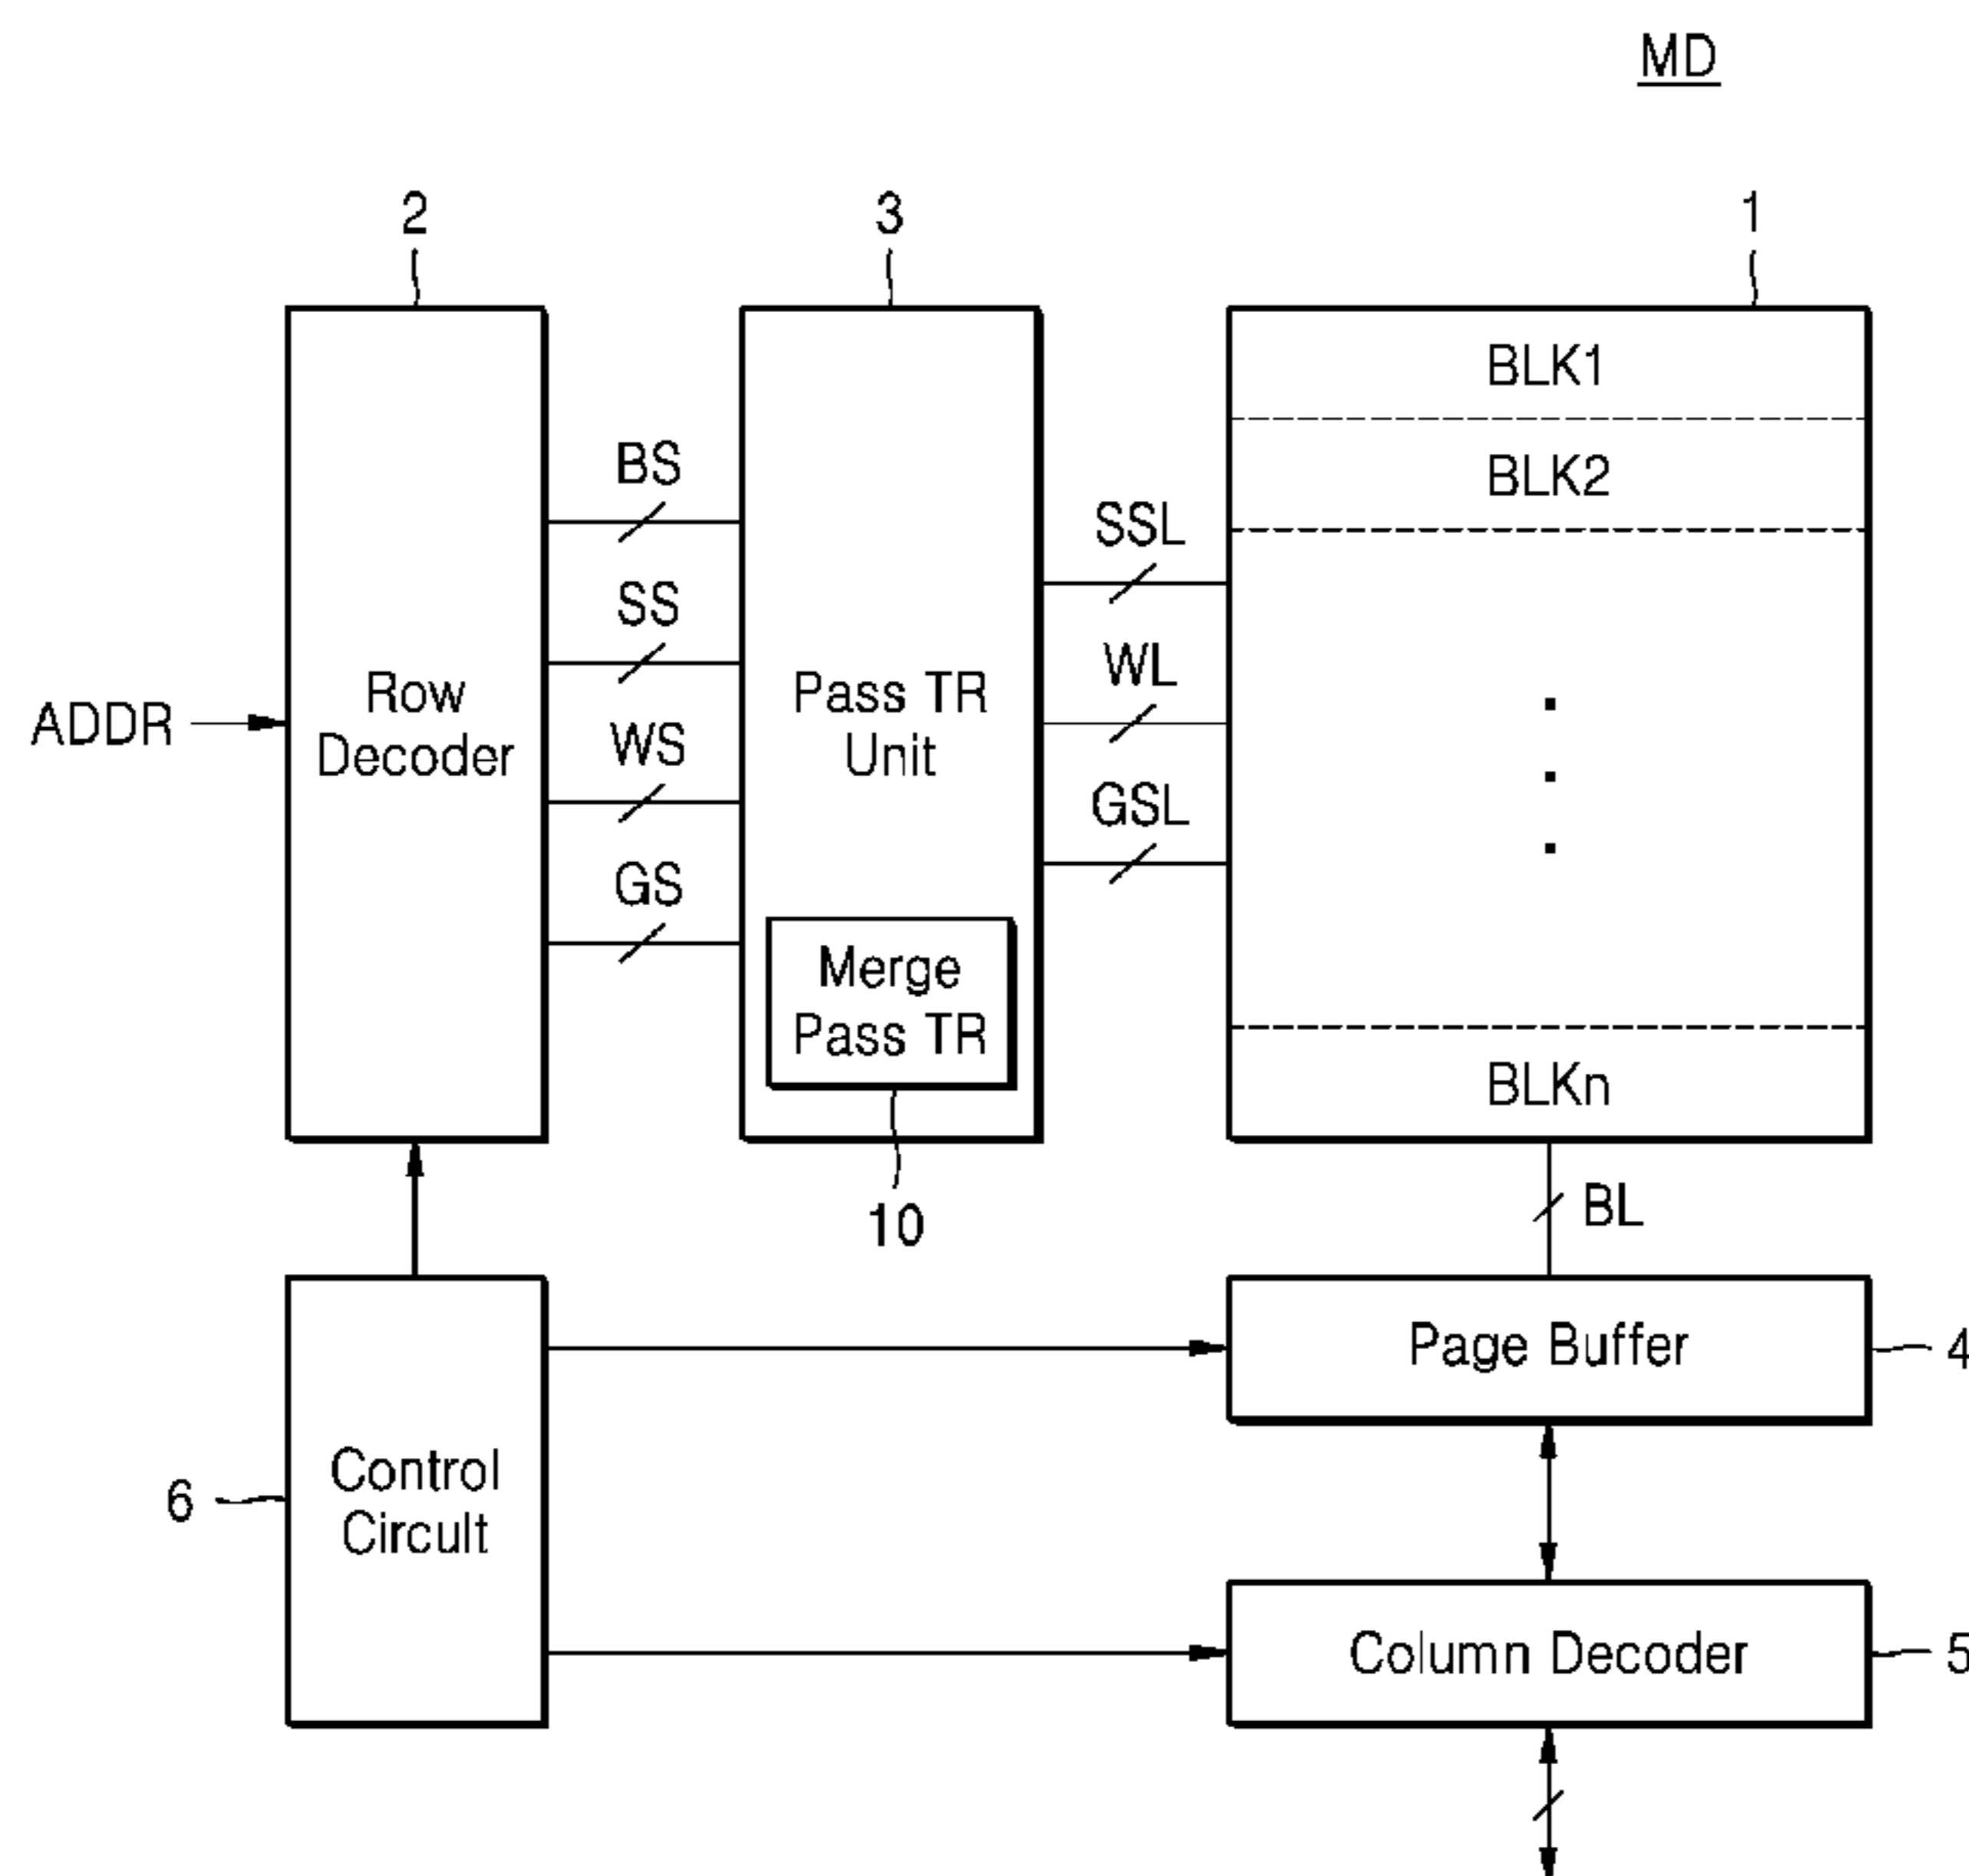 MD
2
3
1
BLK1
BLK2
BS
SS
WS
GS
SSL
WL
GSL
ADDR
Row
Decoder
Pass TR
Unit
Merge
Pass TR
BLKn
10
BL
Page Buffer
4
Control
Circult
6
Column Decoder
5